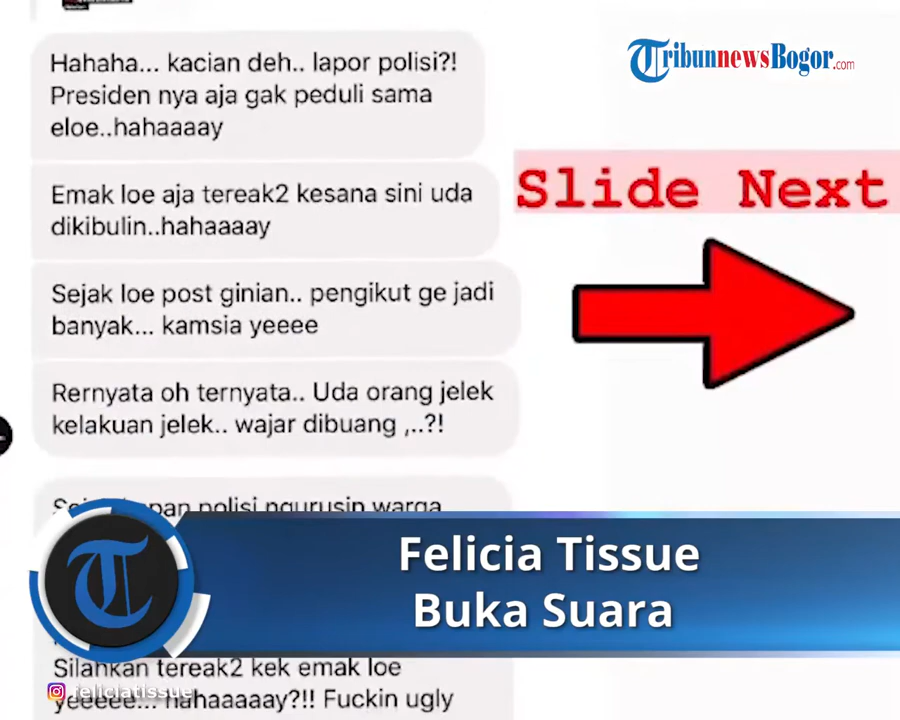 TribunnewsBogor.com
Hahaha... kacian deh.. lapor polisi?!
Presiden nya aja gak peduli sama
eloe..hahaaaay
Emak loe aja tereak2 kesana sini uda
dikibulin..hahaaaay
Slide Next
Sejak loe post ginian.. pengikut ge jadi
banyak... kamsia yeeee
Rernyata oh ternyata.. Uda orang jelek
kelakuan jelek.. wajar dibuang ,..?!
polisi ngurusin warga
Felicia Tissue
Buka Suara
Silahkan tereak2 kek emak loe
yeeeee... hahaaaaay?!! Fuckin ugly
feliciatissue